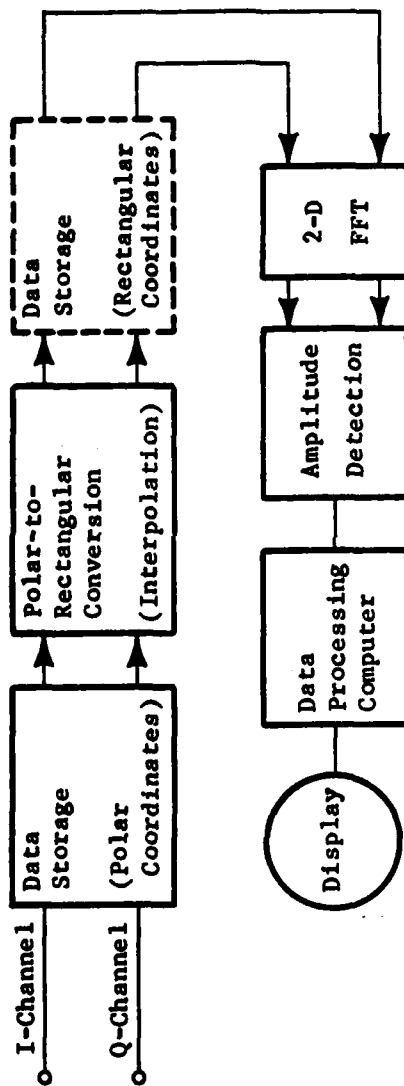 I-Channel
Q-Channel
Data
Storage
(Polar
Coordinates)
Polar-to-
Rectangular
Conversion
(Interpolation)
Data
Storage
(Rectangular
Coordinates)
2-D
FFT
Amplitude
Detection
Data
Processing
Computer
Display